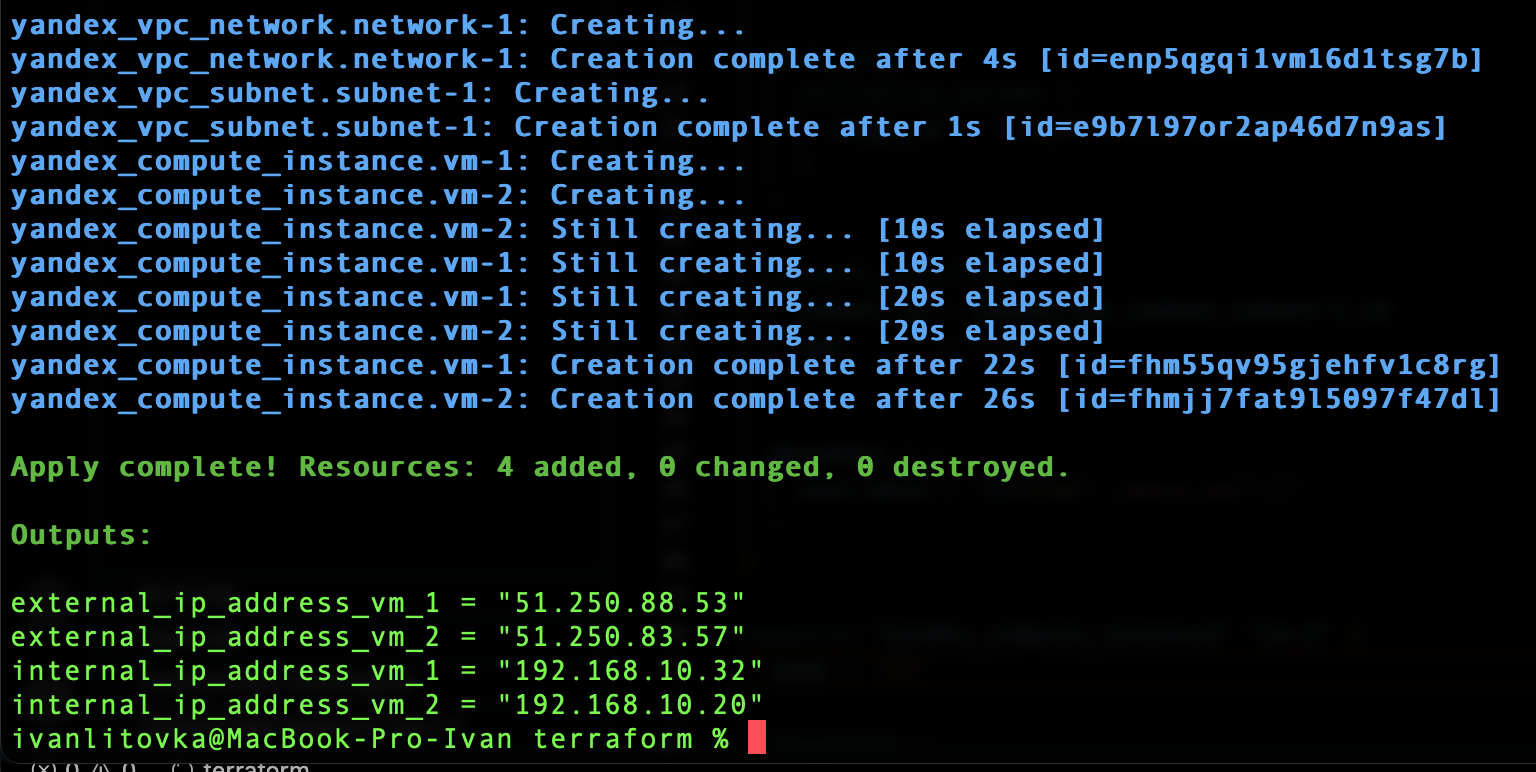 yandex_vpc_network.network-1: Creating...
yandex_vpc_network.network-1: Creation complete after 4s [id=enp5qgqi1vm16d1tsg7b]
yandex_vpc_subnet.subnet-1: Creating...
yandex_vpc_subnet.subnet-1: Creation complete after 1s [id=e9b7l97or2ap46d7n9as]
yandex_compute_instance.vm-1: Creating...
yandex_compute_instance.vm-2: Creating...
yandex_compute_instance.vm-2: Still creating... [10s elapsed]
yandex_compute_instance.vm-1: Still creating... [10s elapsed]
yandex_compute_instance.vm-1: Still creating... [20s elapsed]
yandex_compute_instance.vm-2: Still creating... [20s elapsed]
yandex_compute_instance.vm-1: Creation complete after 22s [id=fhm55qv95gjehfv1c8rg]
yandex_compute_instance.vm-2: Creation complete after 26s [id=fhmjj7fat9l5097f47dl]
Apply complete! Resources: 4 added, 0 changed, 0 destroyed.
Outputs:
external_ip_address_vm_1 = "51.250.88.53"
external_ip_address_vm_2 = "51.250.83.57"
internal_ip_address_vm_1 = "192.168.10.32"
internal_ip_address_vm_2 = "192.168.10.20"
ivanlitovka@MacBook-Pro-Ivan terraform %
0 0 terraform